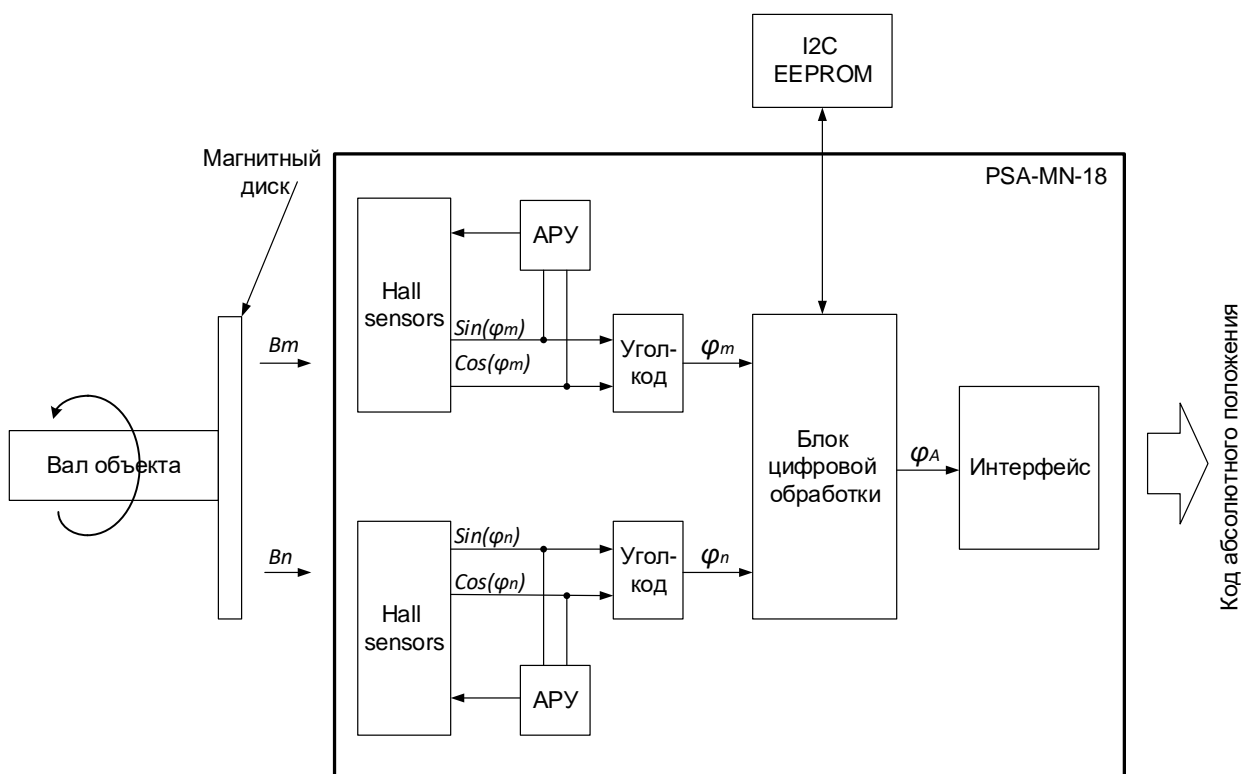 I2C
EEPROM
Магнитный
диск
PSA-MN-18
АРУ
Hall
sensors
Sin(φm)
Cos(φm)
Угол-
код
φm
Bm
Вал объекта
Bn
Блок
цифровой
обработки
φA
Интерфейс
Hall
sensors
Sin(φn)
Cos(φn)
Угол-
код
φn
АРУ
Код абсолютного положения